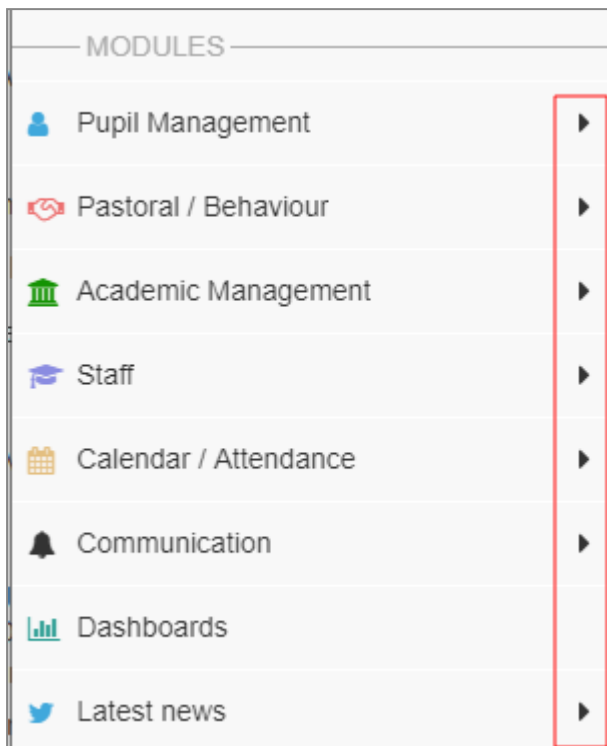 MODULES
Pupil Management
Pastoral / Behaviour
Academic Management
Staff
Calendar / Attendance
Communication
Dashboards
Latest news